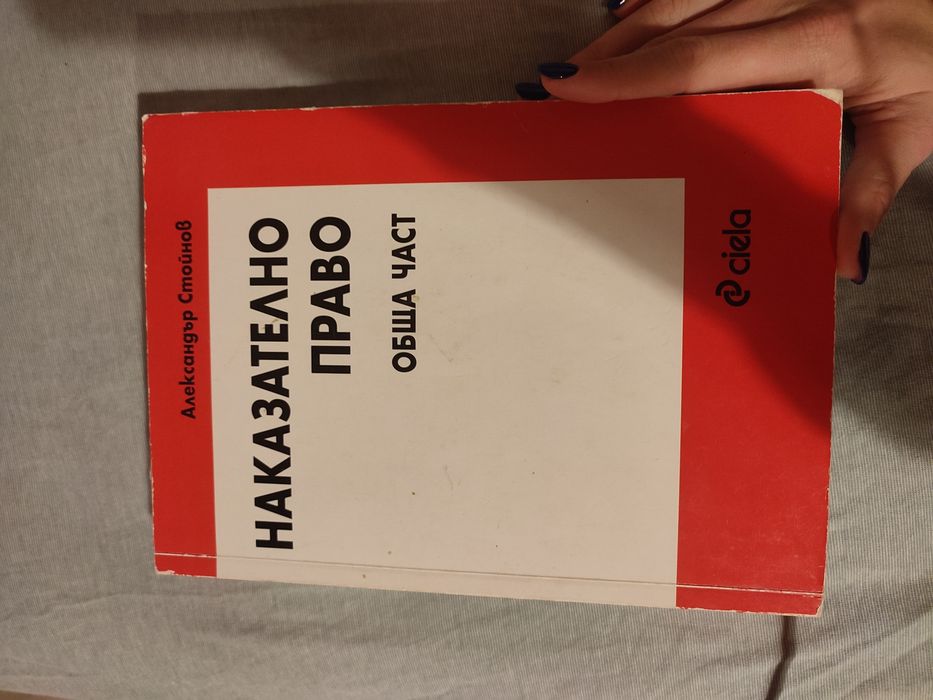 Александър Стойнов
НАКАЗАТЕЛНО
ПРАВО
ОБЩА ЧАСТ
ciela